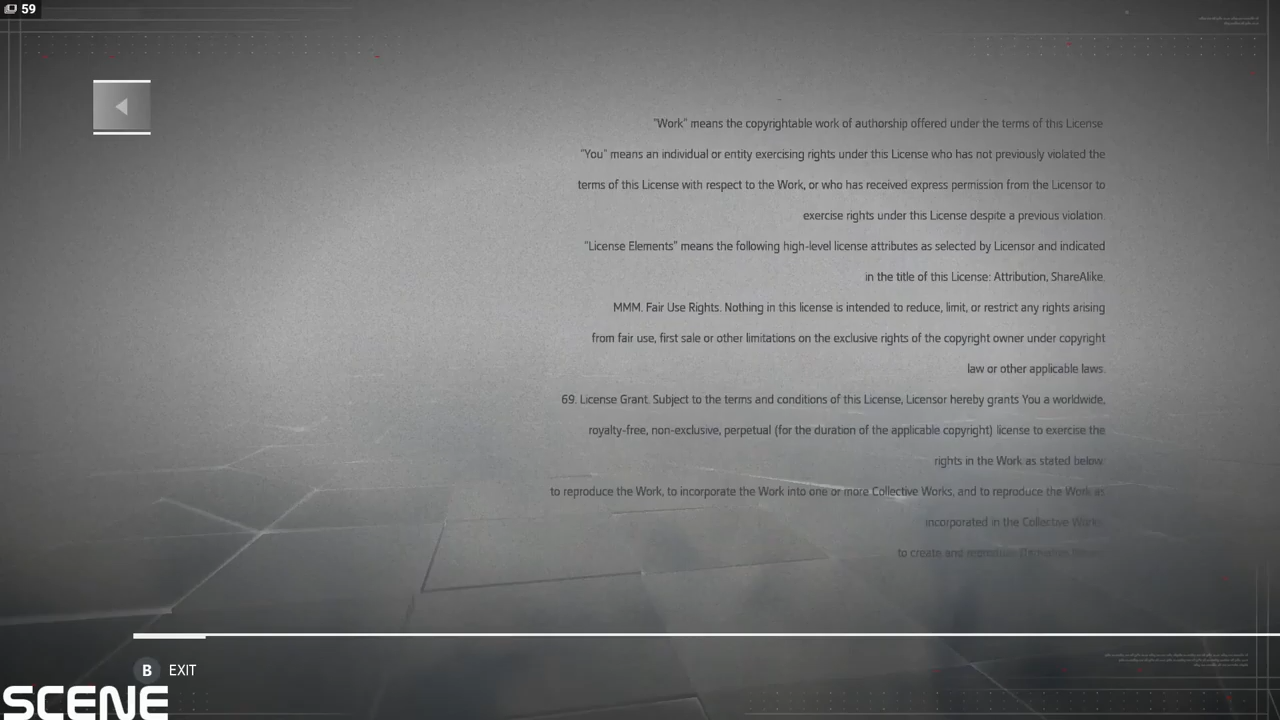 59
"Work" means the copyrightable work of authorship offered under the terms of this License
"You" means an individual or entity exercising rights under this License who has not previously violated the
terms of this License with respect to the Work, or who has received express permission from the Licensor to
exercise rights under this License despite a previous violation.
"License Elements" means the following high-level license attributes as selected by Licensor and indicated
in the title of this License: Attribution, ShareAlike.
MMM. Fair Use Rights. Nothing in this license is intended to reduce, limit, or restrict any rights arising
from fair use, first sale or other limitations on the exclusive rights of the copyright owner under copyright
law or other applicable laws.
69. License Grant. Subject to the terms and conditions of this License, Licensor hereby grants You a worldwide,
royalty-free, non-exclusive, perpetual (for the duration of the applicable copyright) license to exercise the
rights in the Work as stated below:
to reproduce the Work, to incorporate the Work into one or more Collective Works, and to reproduce the Work as
incorporated in the Collective Works;
to create and reproduce
B EXIT
SCENE